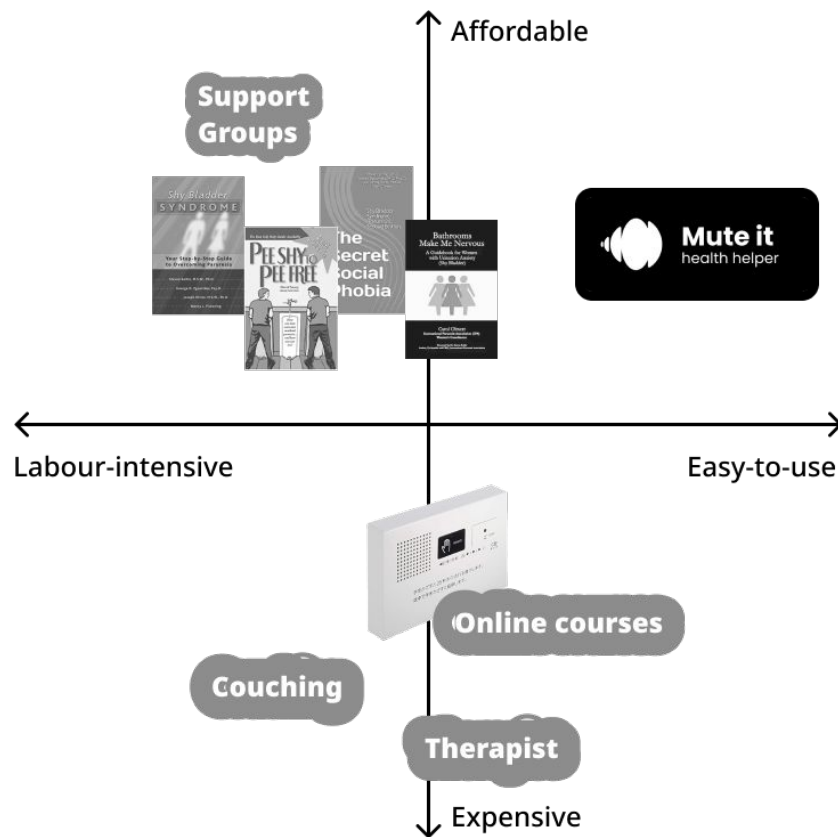 Affordable
Support
Groups
Shy Bladder
SYNDROME
Your Step-by-Step Guide
to Overcoming Paruresis
PEE SHY to
PEE FREE
The
Secret
Social
Phobia
Bathrooms
Make Me Nervous
A Guidebook for Women
with Urination Anxiety
(Shy Bladder)
Carol Olmert
Mute it
health helper
Labour-intensive
Easy-to-use
Online courses
Couching
Therapist
Expensive